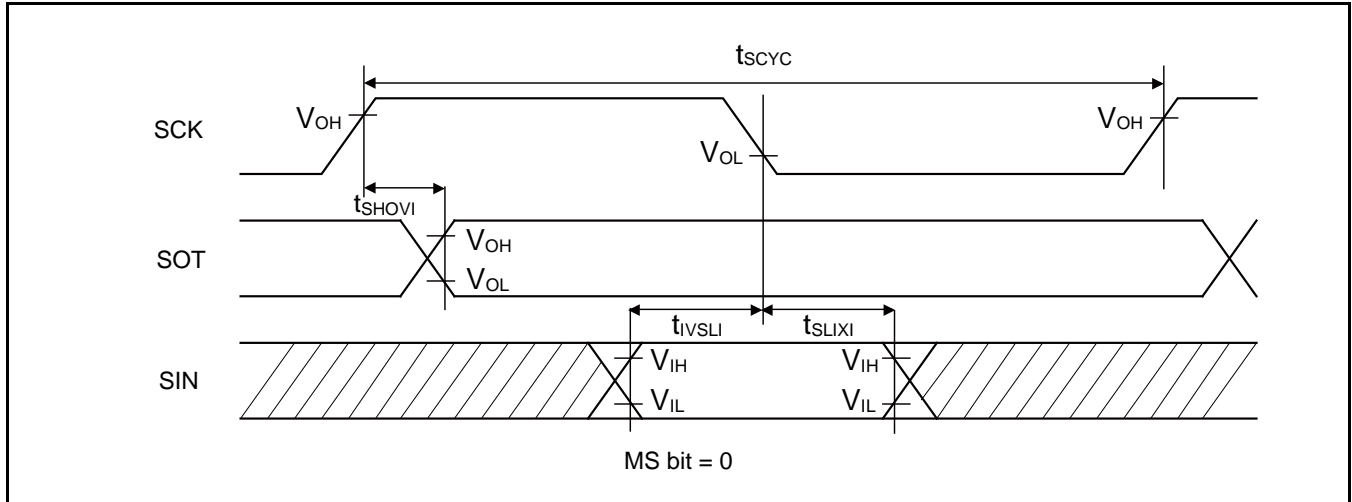 tSCYC
SCK
VOH
VOL
VOH
tSHOVI
SOT
VOH
VOL
tIVSLI
tSLIXI
SIN
VIH
VIL
VIH
VIL
MS bit = 0